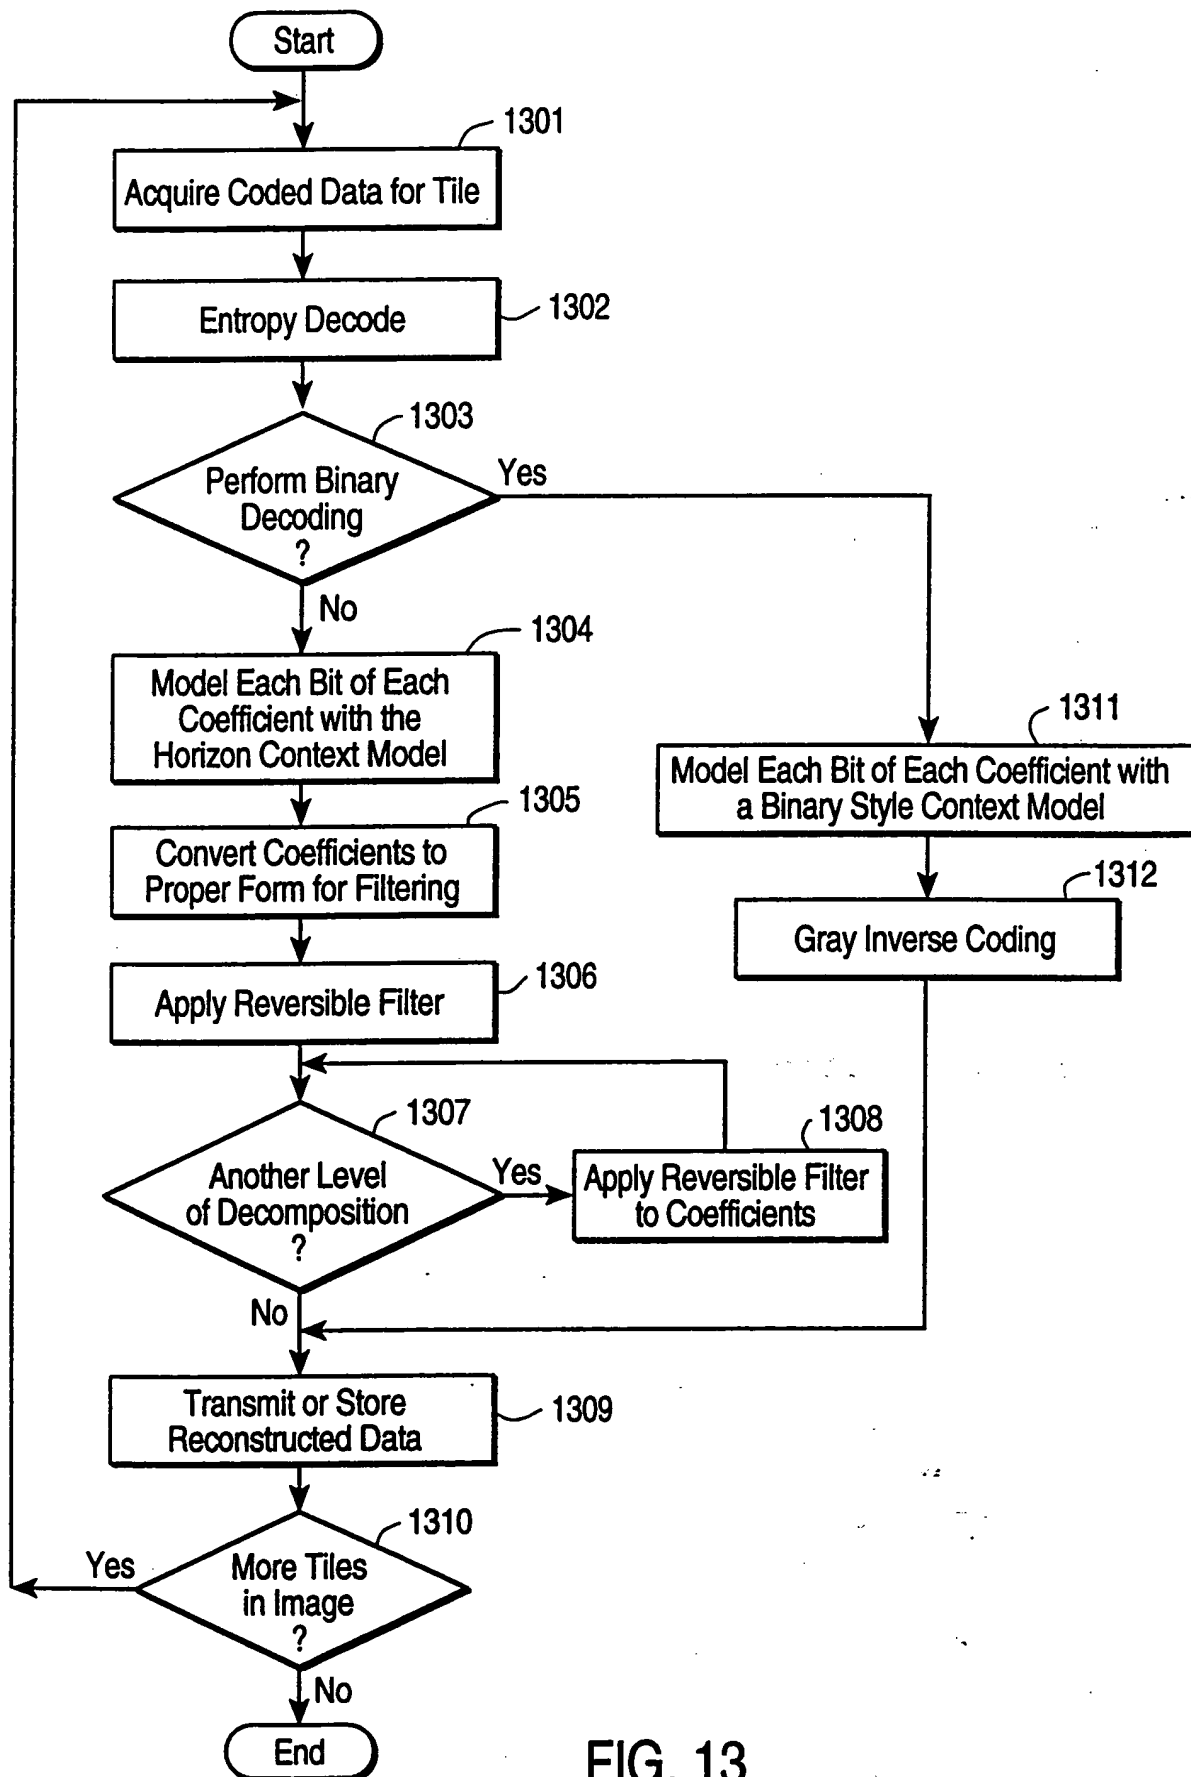 Start
1301
Acquire Coded Data for Tile
Entropy Decode
1302
1303
Perform Binary
Decoding
?
Yes
No
1304
Model Each Bit of Each
Coefficient with the
Horizon Context Model
1311
Model Each Bit of Each Coefficient with
a Binary Style Context Model
1305
Convert Coefficients to
Proper Form for Filtering
1312
Gray Inverse Coding
1306
Apply Reversible Filter
1307
Another Level
of Decomposition
?
Yes
1308
Apply Reversible Filter
to Coefficients
No
Transmit or Store
Reconstructed Data
1309
1310
Yes
More Tiles
in Image
?
No
End
FIG. 13